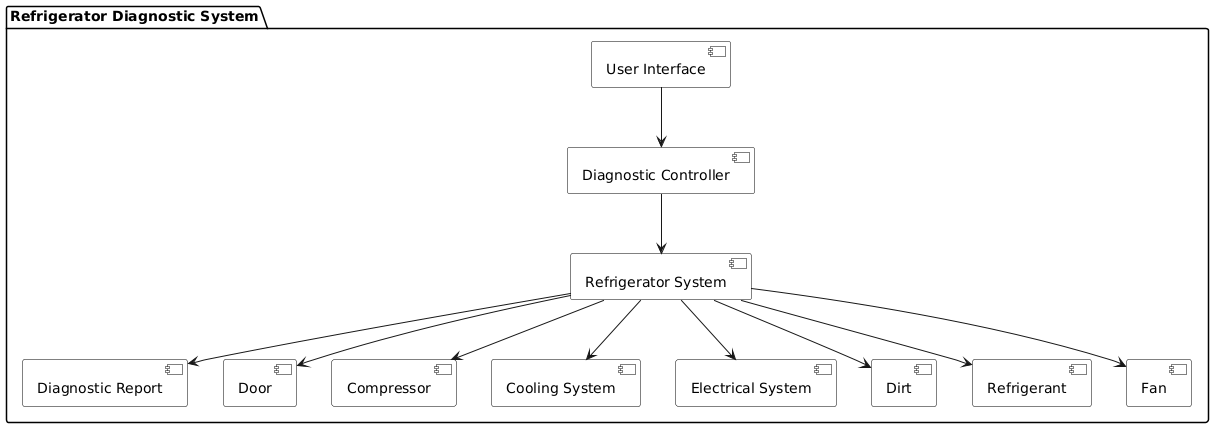 Refrigerator Diagnostic System
User Interface
Diagnostic Controller
Refrigerator System
Diagnostic Report
Door
Compressor
Cooling System
Electrical System
Dirt
Refrigerant
Fan